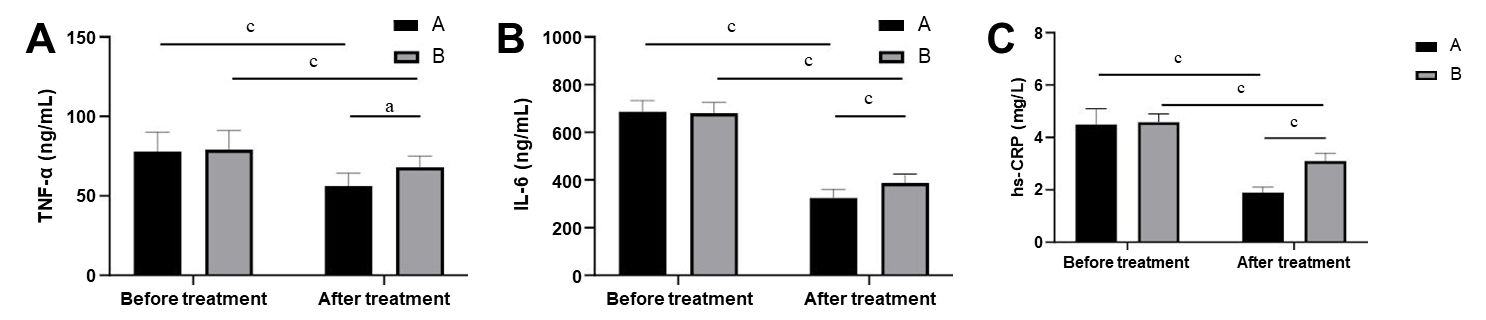 A
TNF-α (ng/mL)
150
100
50
0
c
c
a
A
B
Before treatment
After treatment
B
IL-6 (ng/mL)
1000
800
600
400
200
0
c
c
c
A
B
Before treatment
After treatment
C
hs-CRP (mg/L)
8
6
4
2
0
c
c
c
A
B
Before treatment
After treatment